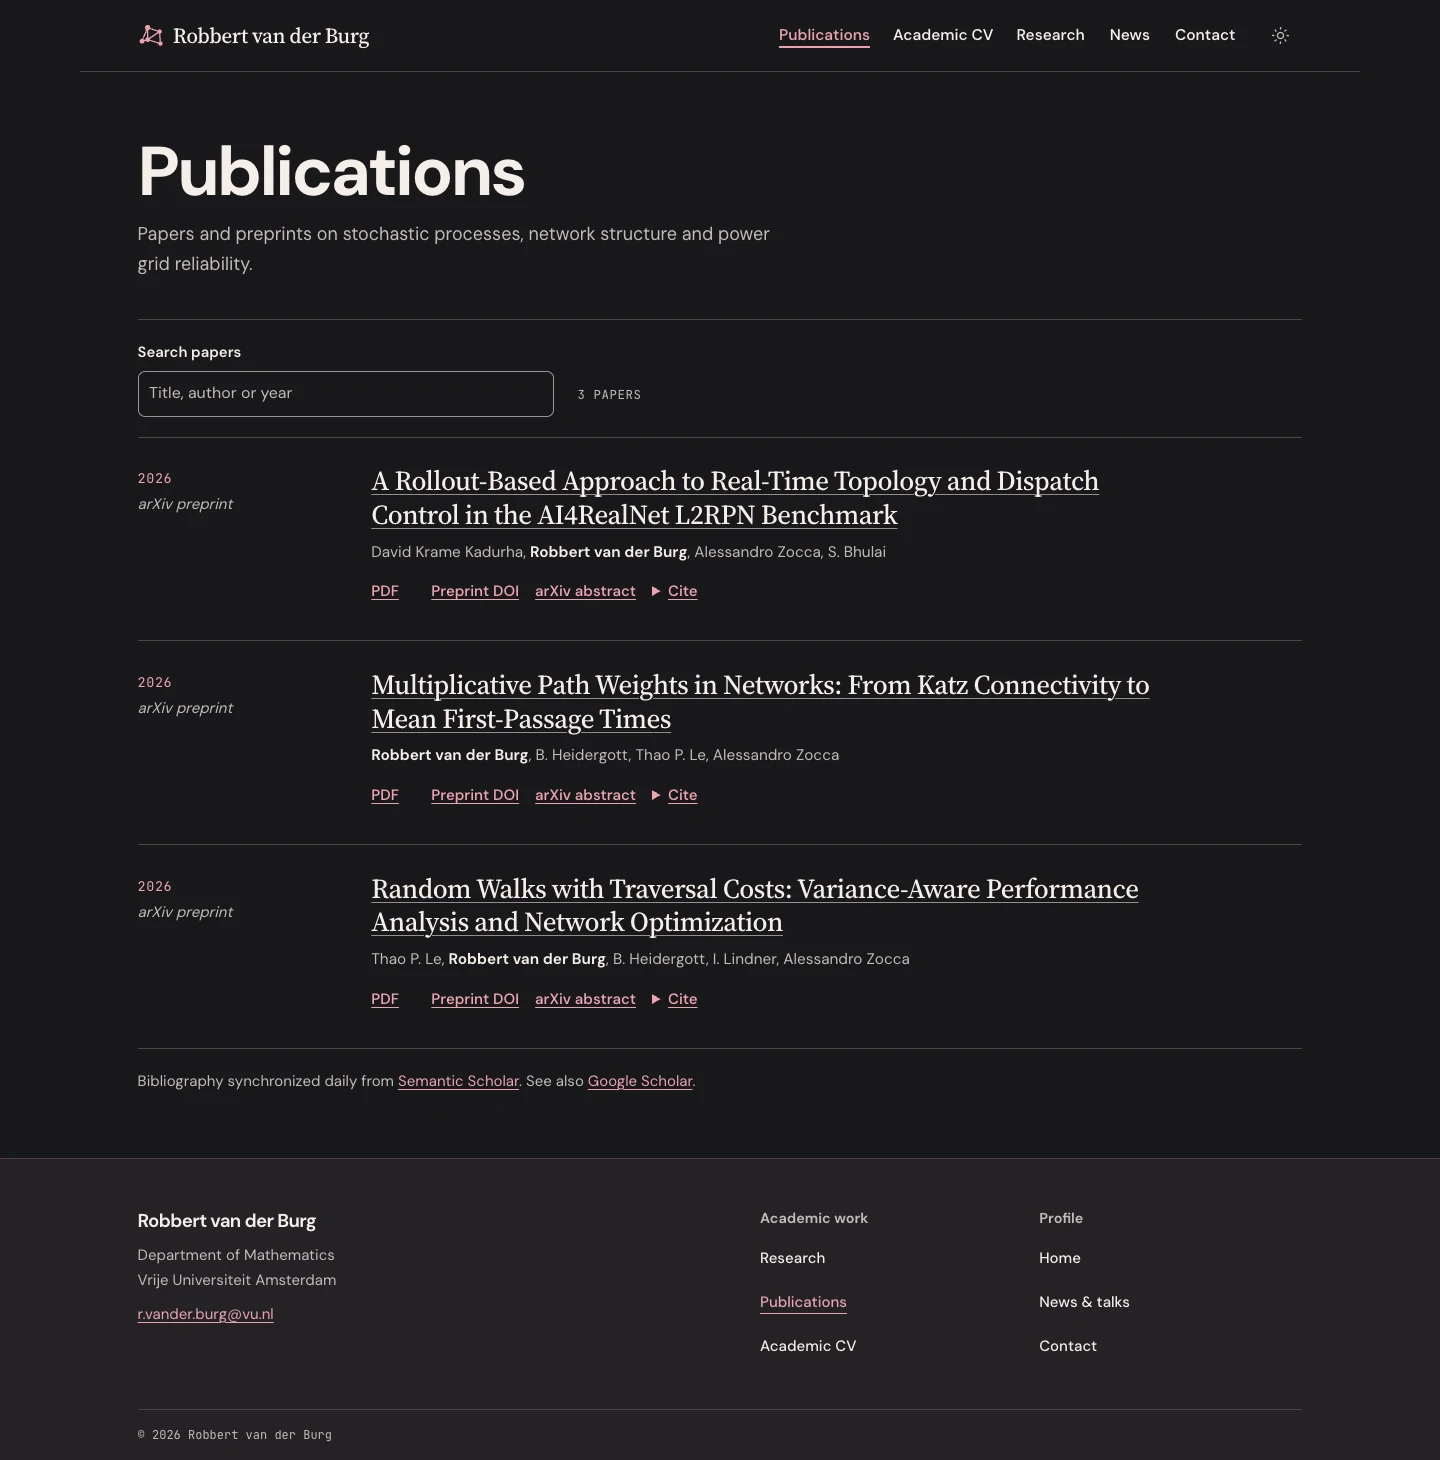 Robbert van der Burg
Publications Academic CV Research News Contact
Publications
Papers and preprints on stochastic processes, network structure and power
grid reliability.
Search papers
Title, author or year
3 PAPERS
2026
arXiv preprint
A Rollout-Based Approach to Real-Time Topology and Dispatch
Control in the AI4RealNet L2RPN Benchmark
David Krame Kadurha, Robbert van der Burg, Alessandro Zocca, S. Bhulai
PDF Preprint DOI arXiv abstract ▶ Cite
2026
arXiv preprint
Multiplicative Path Weights in Networks: From Katz Connectivity to
Mean First-Passage Times
Robbert van der Burg, B. Heidergott, Thao P. Le, Alessandro Zocca
PDF Preprint DOI arXiv abstract ▶ Cite
2026
arXiv preprint
Random Walks with Traversal Costs: Variance-Aware Performance
Analysis and Network Optimization
Thao P. Le, Robbert van der Burg, B. Heidergott, I. Lindner, Alessandro Zocca
PDF Preprint DOI arXiv abstract ▶ Cite
Bibliography synchronized daily from Semantic Scholar. See also Google Scholar.
Robbert van der Burg
Department of Mathematics
Vrije Universiteit Amsterdam
r.vander.burg@vu.nl
Academic work
Research
Publications
Academic CV
Profile
Home
News & talks
Contact
© 2026 Robbert van der Burg